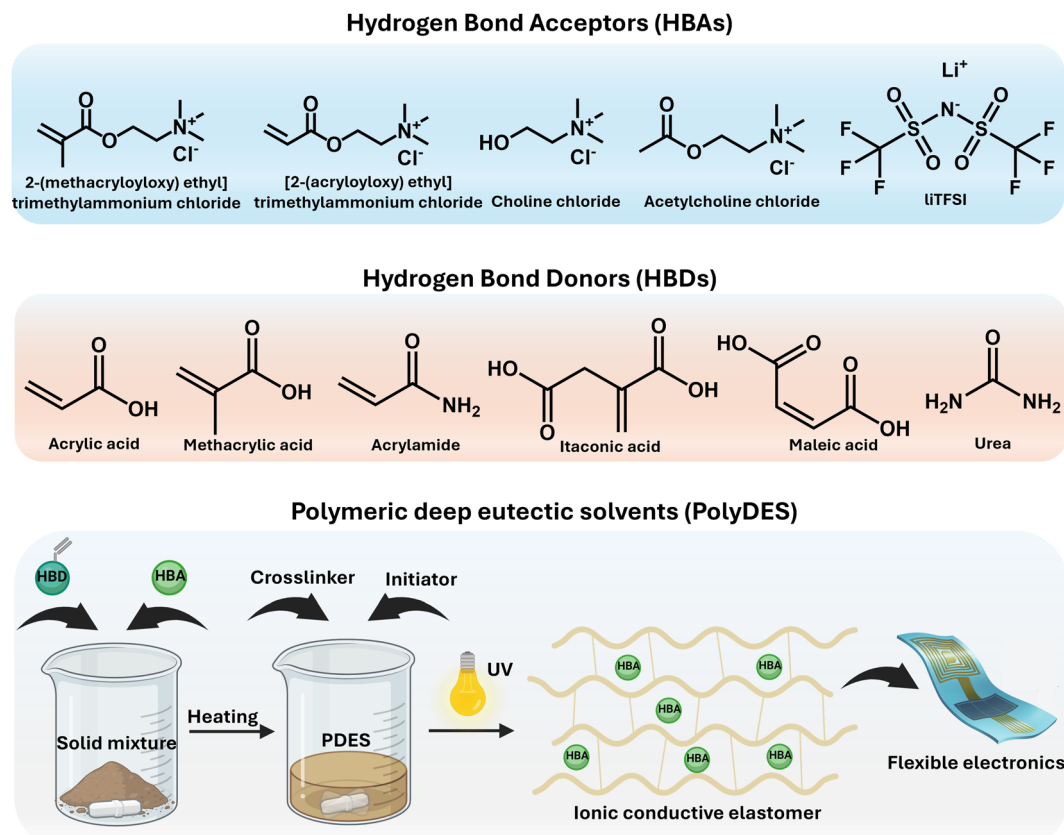 Hydrogen Bond Acceptors (HBAs)
O
O
N+
Cl-
2-(methacryloyloxy) ethyl]
trimethylammonium chloride
O
O
N+
Cl-
[2-(acryloyloxy) ethyl]
trimethylammonium chloride
HO
N+
Cl-
Choline chloride
O
O
N+
Cl-
Acetylcholine chloride
Li+
O
N-
O
F
S
S
F
F
O
O
F
F
F
liTFSI
Hydrogen Bond Donors (HBDs)
O
OH
Acrylic acid
O
OH
Methacrylic acid
O
NH2
Acrylamide
HO
O
O
OH
Itaconic acid
HO
O
O
OH
Maleic acid
O
H2N
NH2
Urea
Polymeric deep eutectic solvents (PolyDES)
HBD
HBA
Solid mixture
Heating
Crosslinker
Initiator
PDES
UV
HBA
HBA
HBA
HBA
HBA
HBA
Ionic conductive elastomer
Flexible electronics